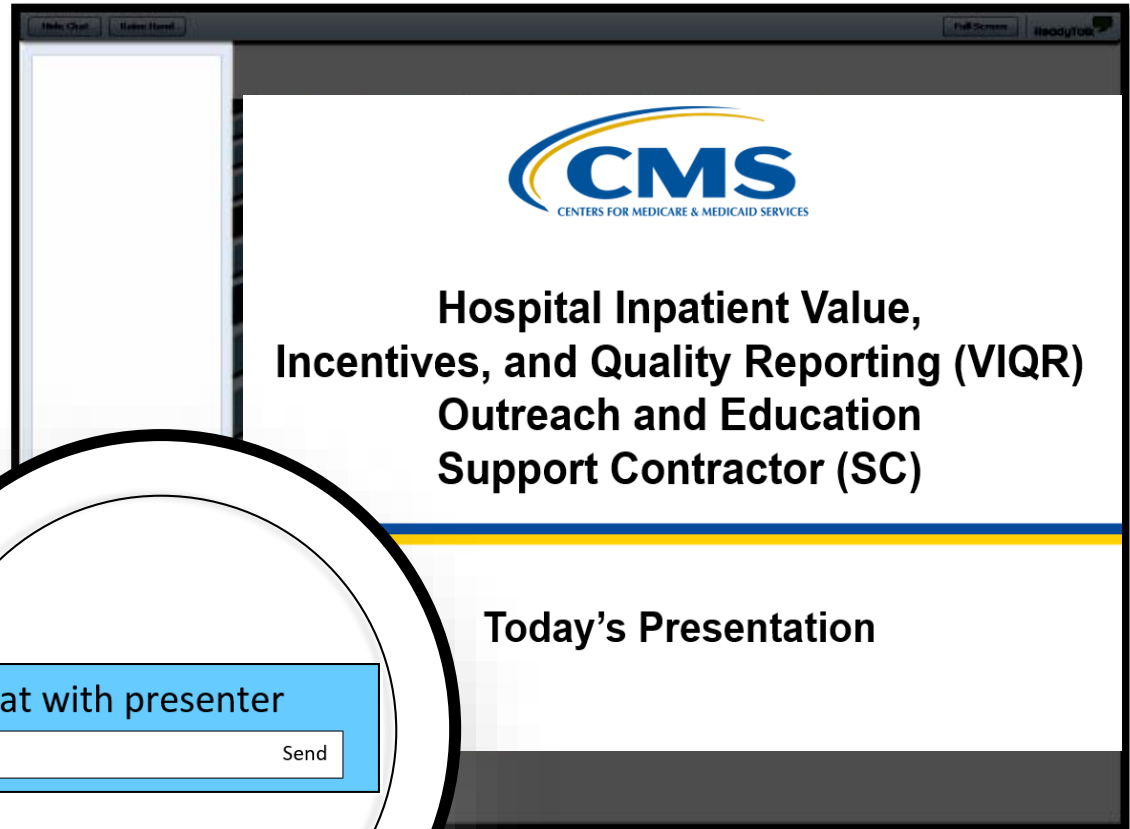 Hide Chat
Raise Hand
Full Screen
ReadyTalk
CMS
CENTERS FOR MEDICARE & MEDICAID SERVICES
Hospital Inpatient Value,
Incentives, and Quality Reporting (VIQR)
Outreach and Education
Support Contractor (SC)
Today’s Presentation
at with presenter
Send